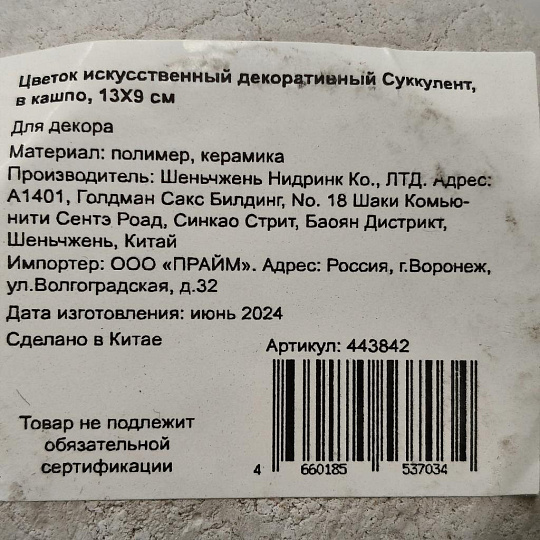 Цветок искусственный декоративный Суккулент,
в кашпо, 13Х9 см
Для декора
Материал: полимер, керамика
Производитель: Шеньчжень Нидринк Ко., ЛТД. Адрес:
А1401, Голдман Сакс Билдинг, No. 18 Шаки Комью-
нити Сентэ Роад, Синкао Стрит, Баоян Дистрикт,
Шеньчжень, Китай
Импортер: ООО «ПРАЙМ». Адрес: Россия, г.Воронеж,
ул.Волгоградская, д.32
Дата изготовления: июнь 2024
Сделано в Китае
Артикул: 443842
Товар не подлежит
обязательной
сертификации
4 660185 537034